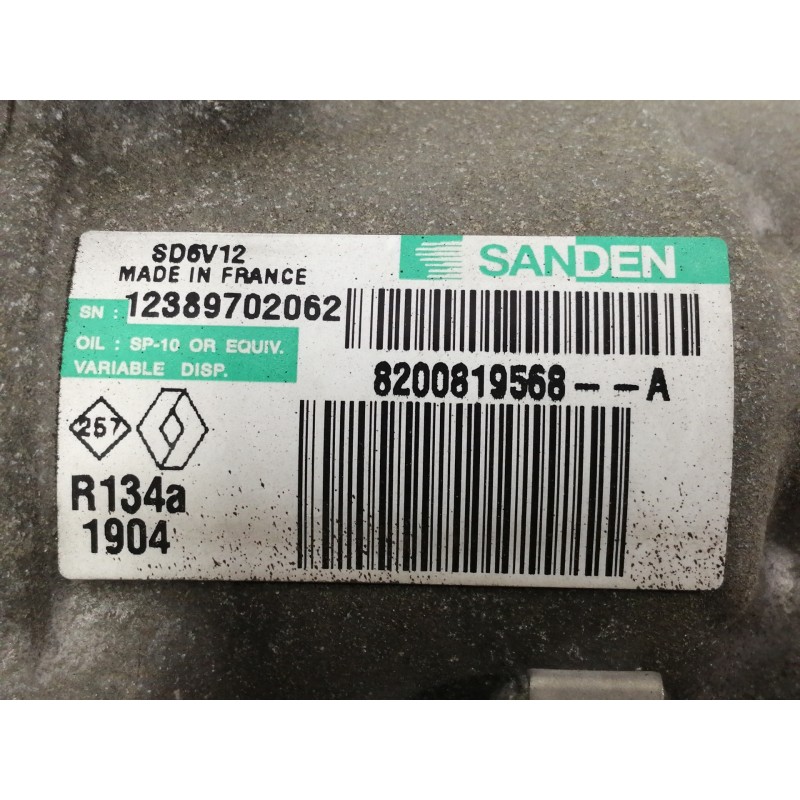 SD6V12
MADE IN FRANCE
SANDEN
SN : 12389702062
OIL : SP-10 OR EQUIV.
VARIABLE DISP.
8200819568--A
257
R134a
1904